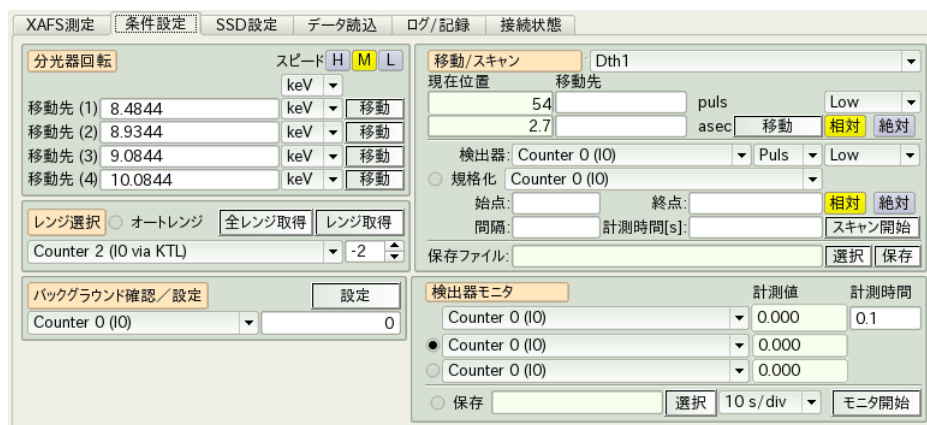 XAFS測定 条件設定 SSD設定 データ読込 ログ/記録 接続状態
分光器回転 スピード H M L
keV
移動先 (1) 8.4844 keV 移動
移動先 (2) 8.9344 keV 移動
移動先 (3) 9.0844 keV 移動
移動先 (4) 10.0844 keV 移動
レンジ選択 オートレンジ 全レンジ取得 レンジ取得
Counter 2 (I0 via KTL) -2
バックグラウンド確認／設定 設定
Counter 0 (I0) 0
移動/スキャン Dth1
現在位置 移動先
54 puls Low
2.7 asec 移動 相対 絶対
検出器: Counter 0 (I0) Puls Low
規格化 Counter 0 (I0)
始点: 終点: 相対 絶対
間隔: 計測時間[s]: スキャン開始
保存ファイル: 選択 保存
検出器モニタ 計測値 計測時間
Counter 0 (I0) 0.000 0.1
Counter 0 (I0) 0.000
Counter 0 (I0) 0.000
保存 選択 10 s/div モニタ開始